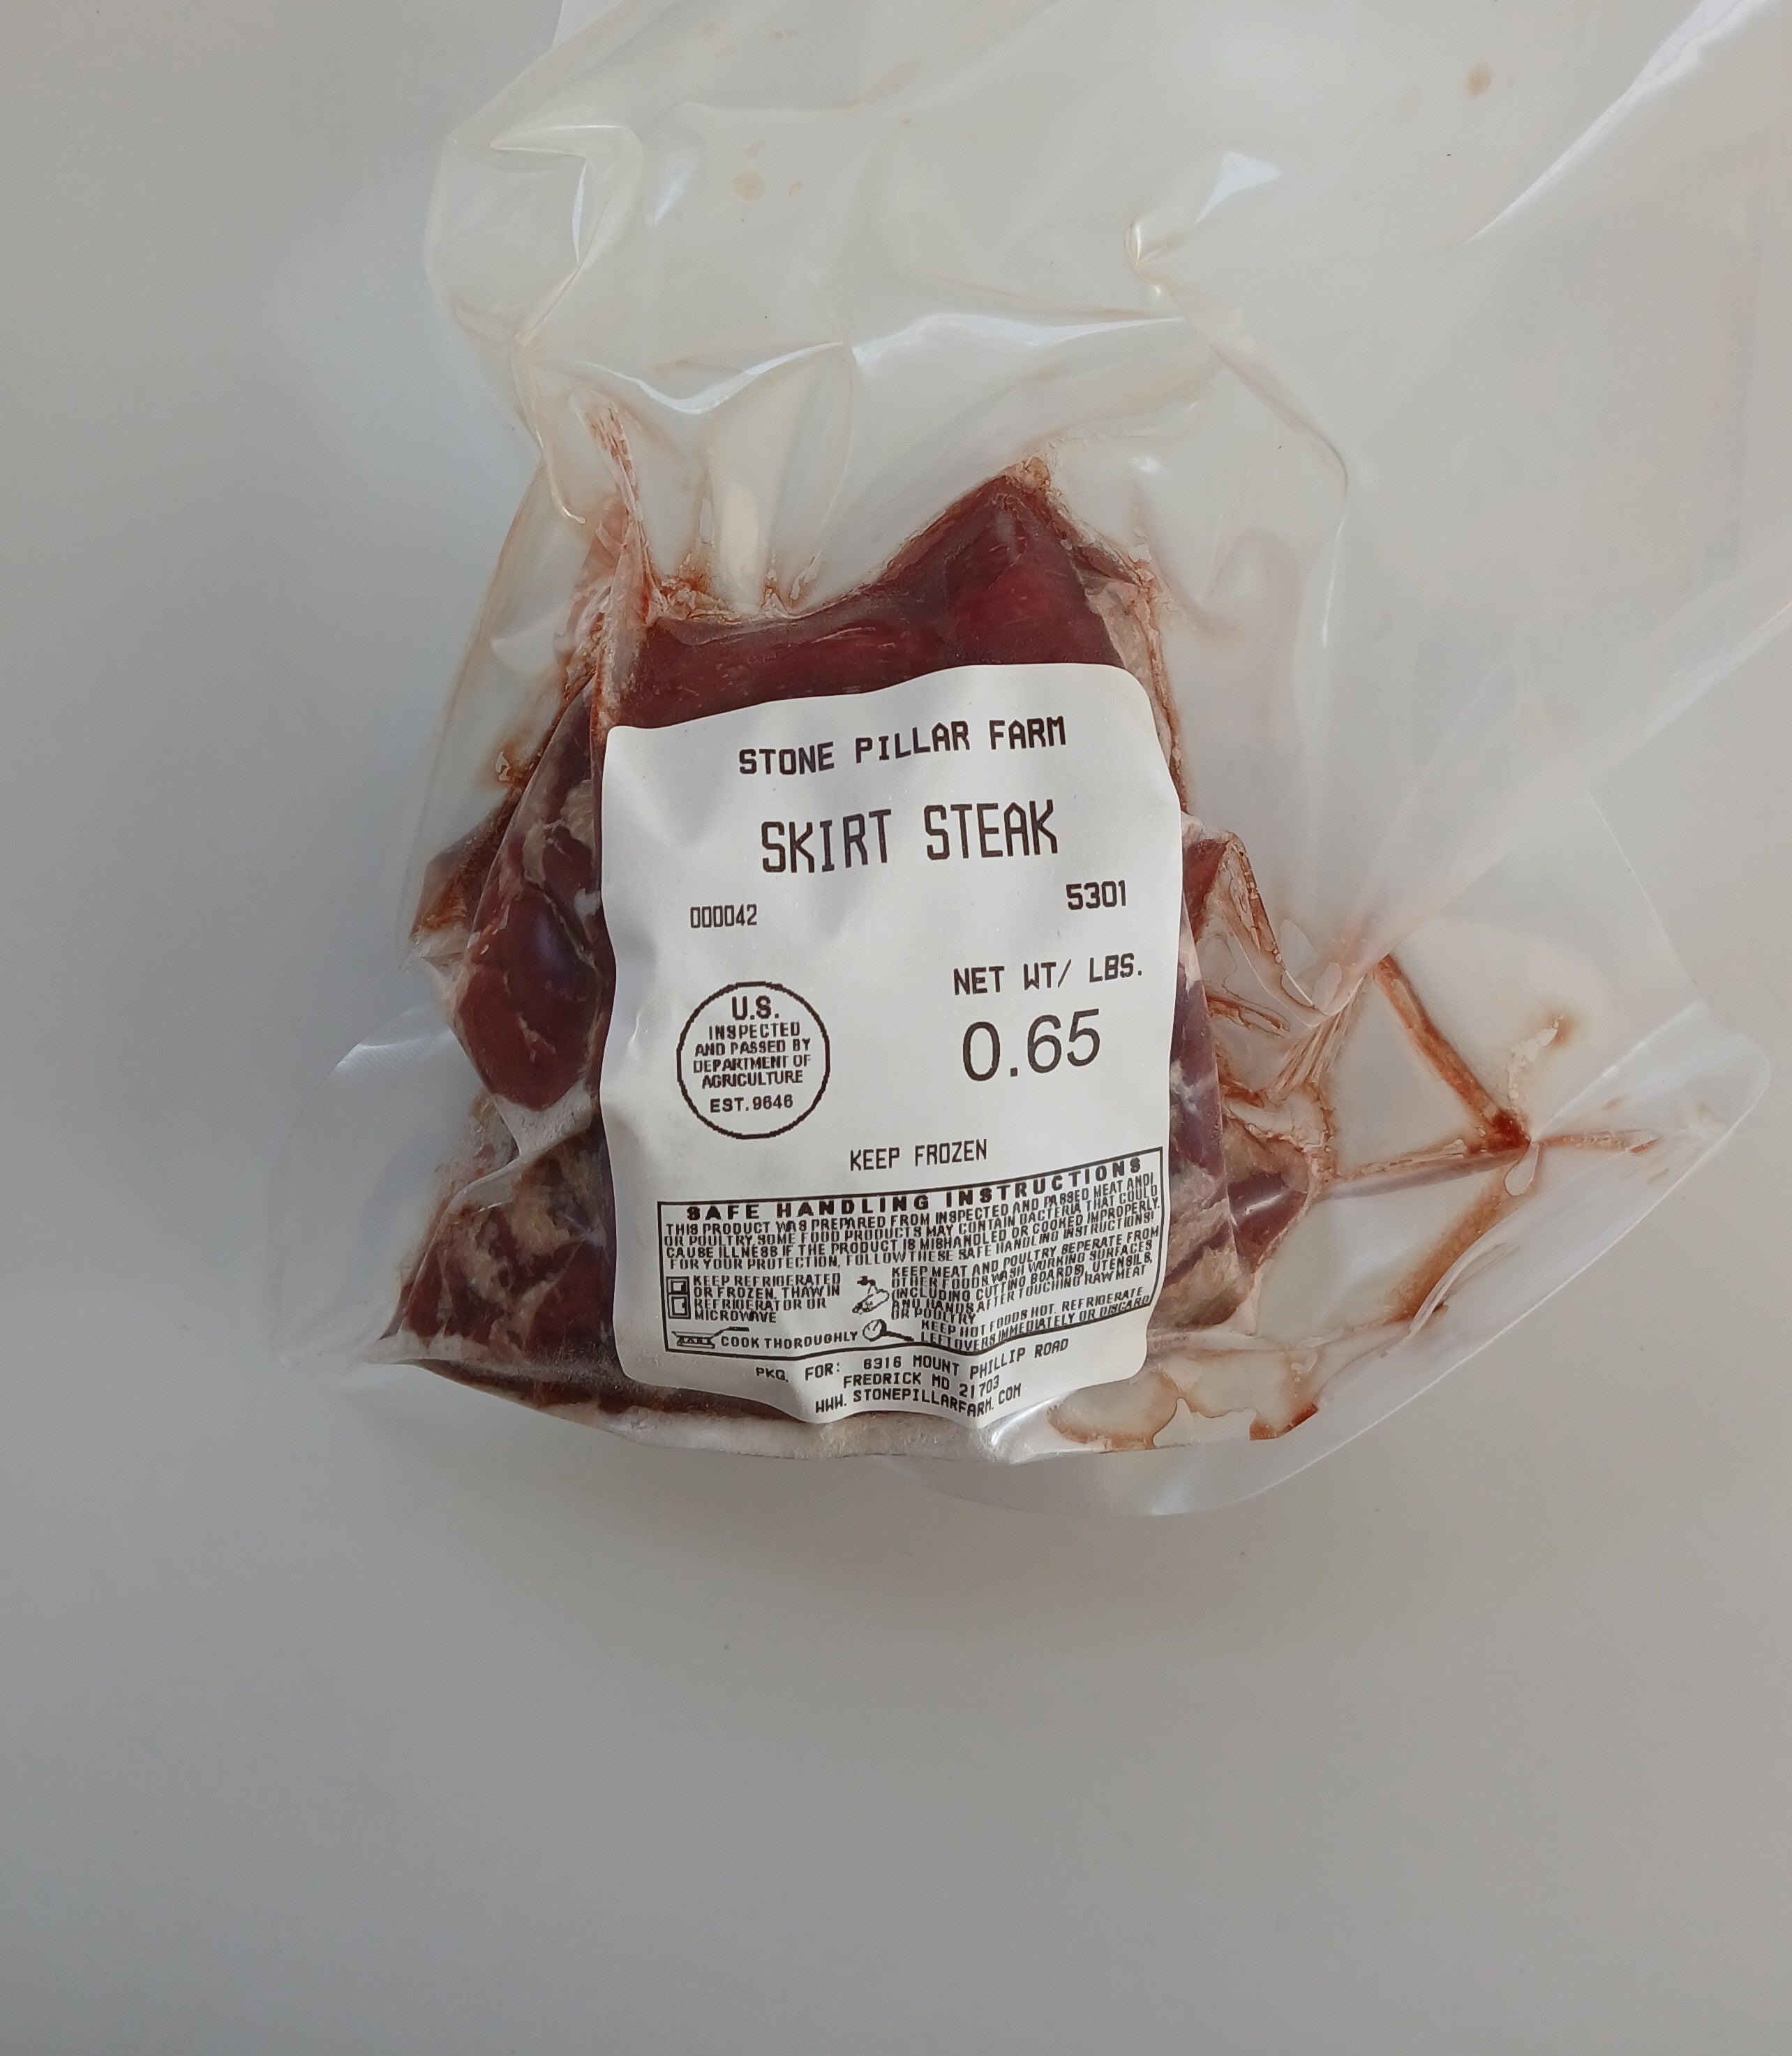 STONE PILLAR FARM
SKIRT STEAK
000042
5301
NET WT/ LBS.
0.65
U.S.
INSPECTED
AND PASSED BY
DEPARTMENT OF
AGRICULTURE
EST. 9646
KEEP FROZEN
SAFE HANDLING INSTRUCTIONS
THIS PRODUCT WAS PREPARED FROM INSPECTED AND PASSED MEAT AND/
OR POULTRY. SOME FOOD PRODUCTS MAY CONTAIN BACTERIA THAT COULD
CAUSE ILLNESS IF THE PRODUCT IS MISHANDLED OR COOKED IMPROPERLY.
FOR YOUR PROTECTION, FOLLOW THESE SAFE HANDLING INSTRUCTIONS!
KEEP REFRIGERATED
OR FROZEN. THAW IN
REFRIGERATOR OR
MICROWAVE
KEEP MEAT AND POULTRY SEPERATE FROM
OTHER FOODS WASH WORKING SURFACES
(INCLUDING CUTTING BOARDS), UTENSILS,
AND HANDS AFTER TOUCHING RAW MEAT
OR POULTRY
COOK THOROUGHLY
KEEP HOT FOODS HOT. REFRIGERATE
LEFTOVERS IMMEDIATELY OR DISCARD
PKG. FOR: 8316 MOUNT PHILLIP ROAD
FREDRICK MD 21703
WWW.STONEPILLARFARM.COM